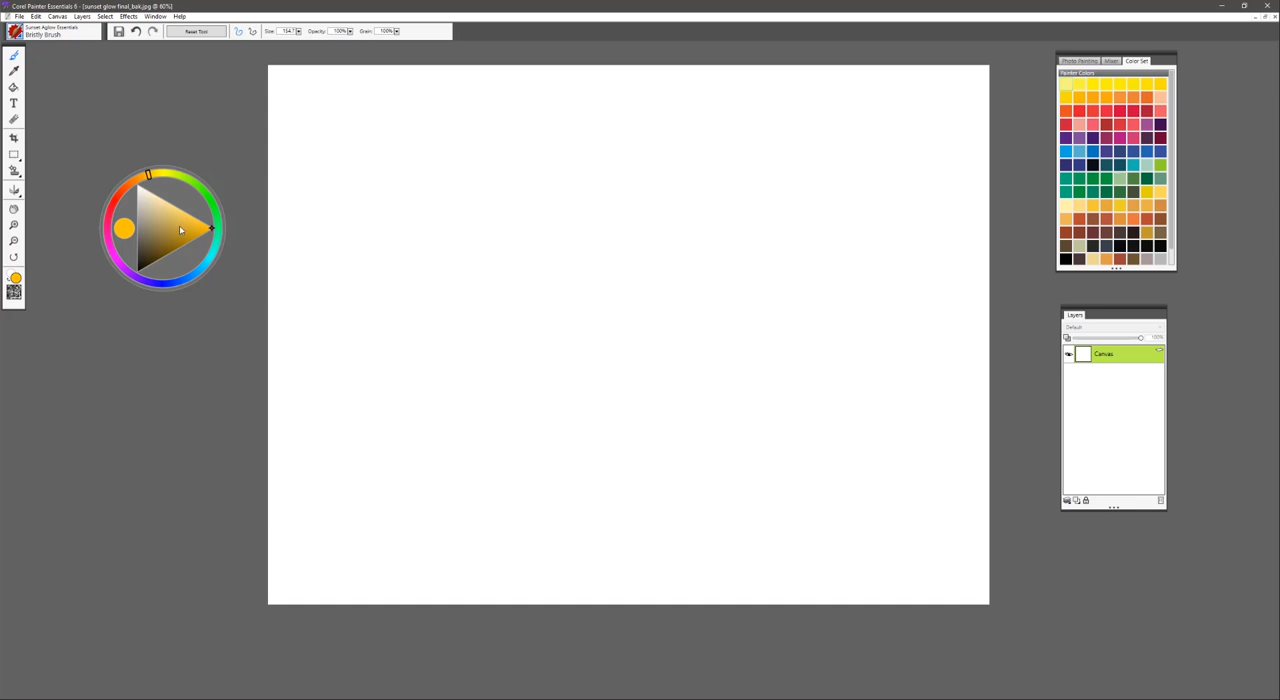 Corel Painter Essentials 6 - [sunset glow final_bak.jpg @ 60%]
File Edit Canvas Layers Select Effects Window Help
Sunset Aglow Essentials
Bristly Brush
Reset Tool
Size: 154.7
Opacity: 100%
Grain: 100%
Photo Painting
Mixer
Color Set
Painter Colors
Layers
Default
100%
Canvas